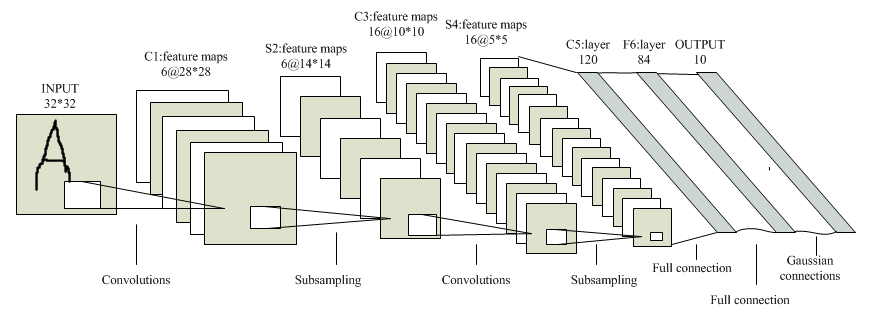 INPUT
32*32
A
C1:feature maps
6@28*28
S2:feature maps
6@14*14
C3:feature maps
16@10*10
S4:feature maps
16@5*5
C5:layer
120
F6:layer
84
OUTPUT
10
Convolutions
Subsampling
Convolutions
Subsampling
Full connection
Full connection
Gaussian
connections